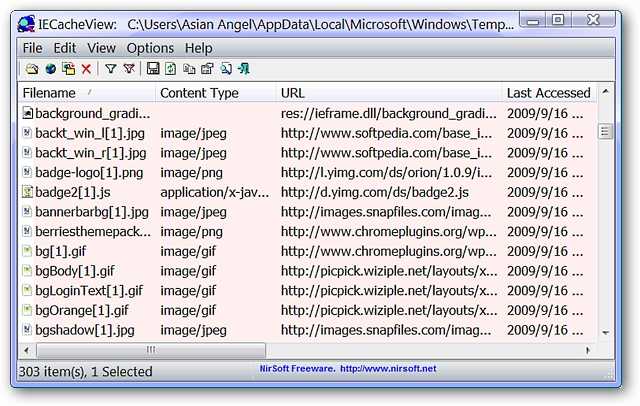 IECacheView:   C:\Users\Asian Angel\AppData\Local\Microsoft\Windows\Temp...
File Edit View Options Help
Filename / Content Type URL Last Accessed
background_gradi... res://ieframe.dll/background_gradi... 2009/9/16 ...
backt_win_l[1].jpg image/jpeg http://www.softpedia.com/base_i... 2009/9/16 ...
backt_win_r[1].jpg image/jpeg http://www.softpedia.com/base_i... 2009/9/16 ...
badge-logo[1].png image/png http://l.yimg.com/ds/orion/1.0.9/i... 2009/9/16 ...
badge2[1].js application/x-jav... http://d.yimg.com/ds/badge2.js 2009/9/16 ...
bannerbarbg[1].jpg image/jpeg http://images.snapfiles.com/imag... 2009/9/16 ...
berriesthemepack... image/png http://www.chromeplugins.org/wp... 2009/9/16 ...
bg[1].gif image/gif http://www.chromeplugins.org/wp... 2009/9/16 ...
bgBody[1].gif image/gif http://picpick.wiziple.net/layouts/x... 2009/9/16 ...
bgLoginText[1].gif image/gif http://picpick.wiziple.net/layouts/x... 2009/9/16 ...
bgOrange[1].gif image/gif http://picpick.wiziple.net/layouts/x... 2009/9/16 ...
bgshadow[1].jpg image/jpeg http://images.snapfiles.com/imag... 2009/9/16 ...
303 item(s), 1 Selected NirSoft Freeware.  http://www.nirsoft.net